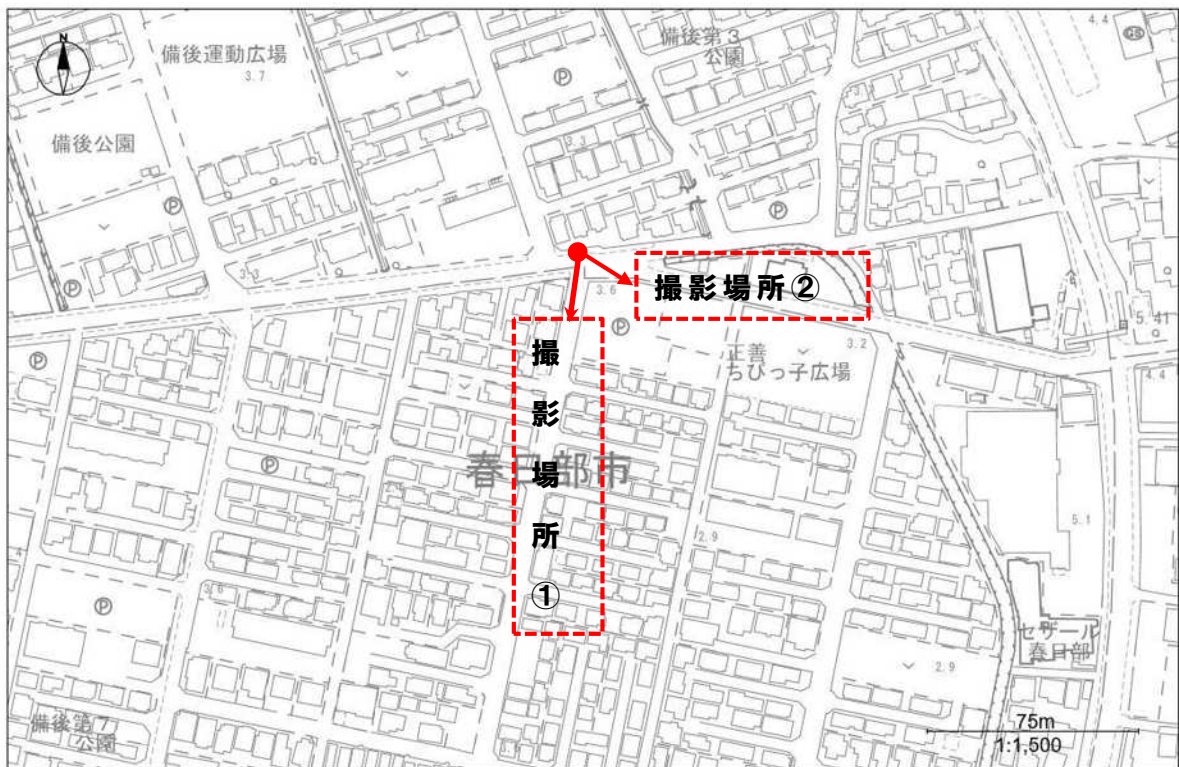 N
備後運動広場
3.7
備後公園
備後第3
公園
4.4
P
3.3
P
P
P
3
撮影場所②
3.6
P
撮
影
場
所
①
P
正善
ちびっ子広場
3.2
5.41
4.4
春日部市
P
2.9
5.1
P
セザール
春日部
2.9
備後第7
公園
75m
1:1,500